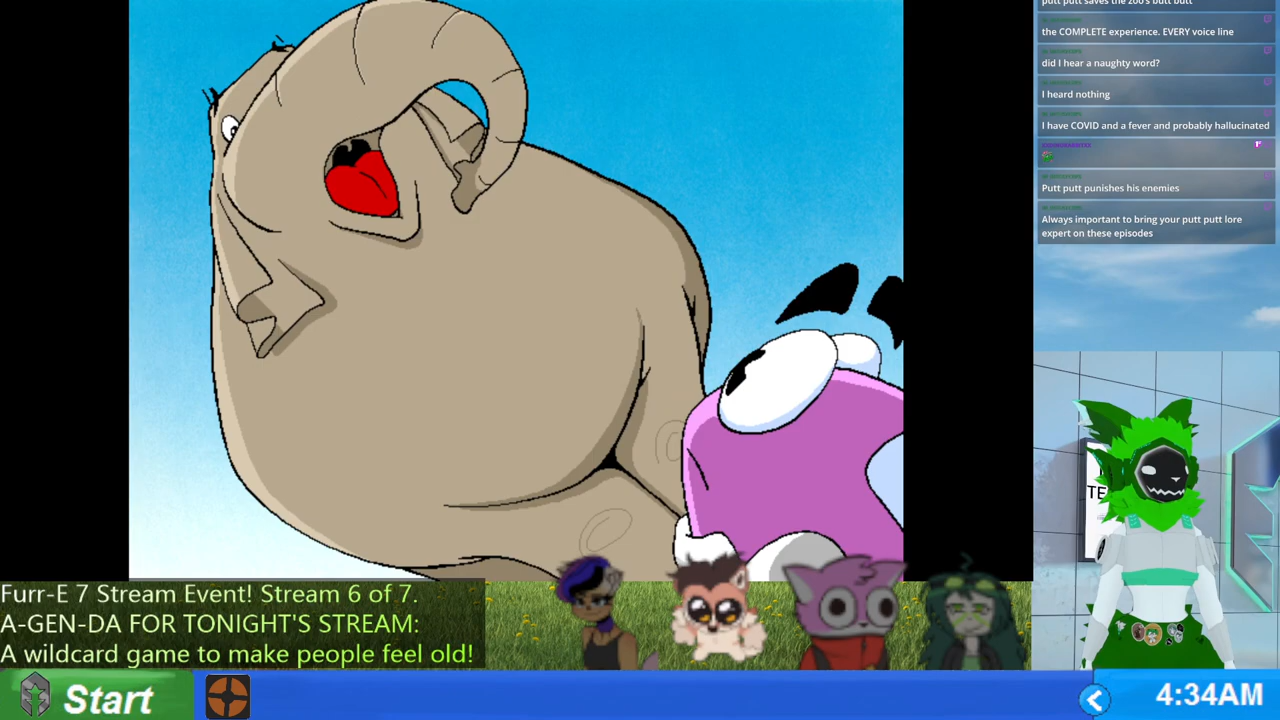 putt putt saves the zoo's butt butt
the COMPLETE experience. EVERY voice line
did I hear a naughty word?
I heard nothing
I have COVID and a fever and probably hallucinated
Putt putt punishes his enemies
Always important to bring your putt putt lore
expert on these episodes
TE
Furr-E 7 Stream Event! Stream 6 of 7.
A-GEN-DA FOR TONIGHT'S STREAM:
A wildcard game to make people feel old!
Start
4:34AM